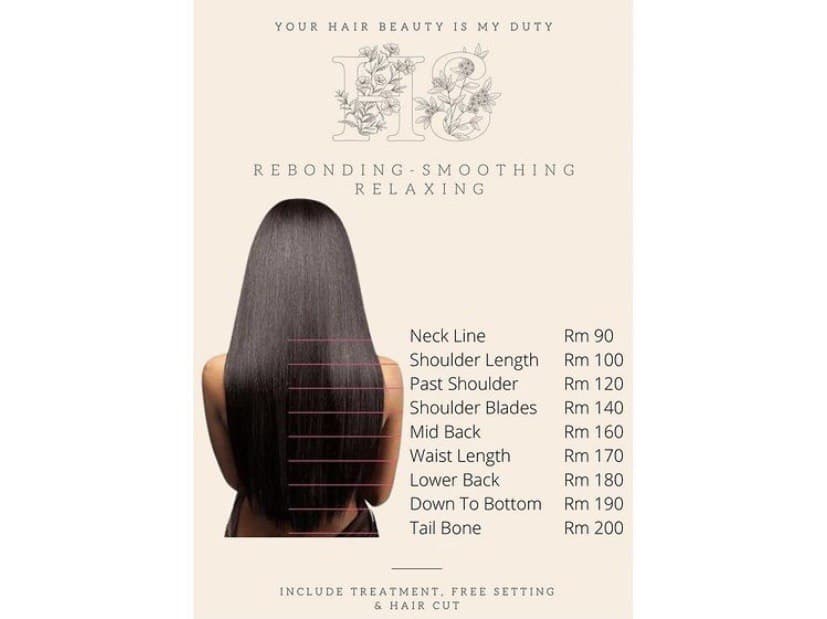 YOUR HAIR BEAUTY IS MY DUTY
HS
REBONDING-SMOOTHING
RELAXING
Neck Line Rm 90
Shoulder Length Rm 100
Past Shoulder Rm 120
Shoulder Blades Rm 140
Mid Back Rm 160
Waist Length Rm 170
Lower Back Rm 180
Down To Bottom Rm 190
Tail Bone Rm 200
INCLUDE TREATMENT, FREE SETTING
& HAIR CUT